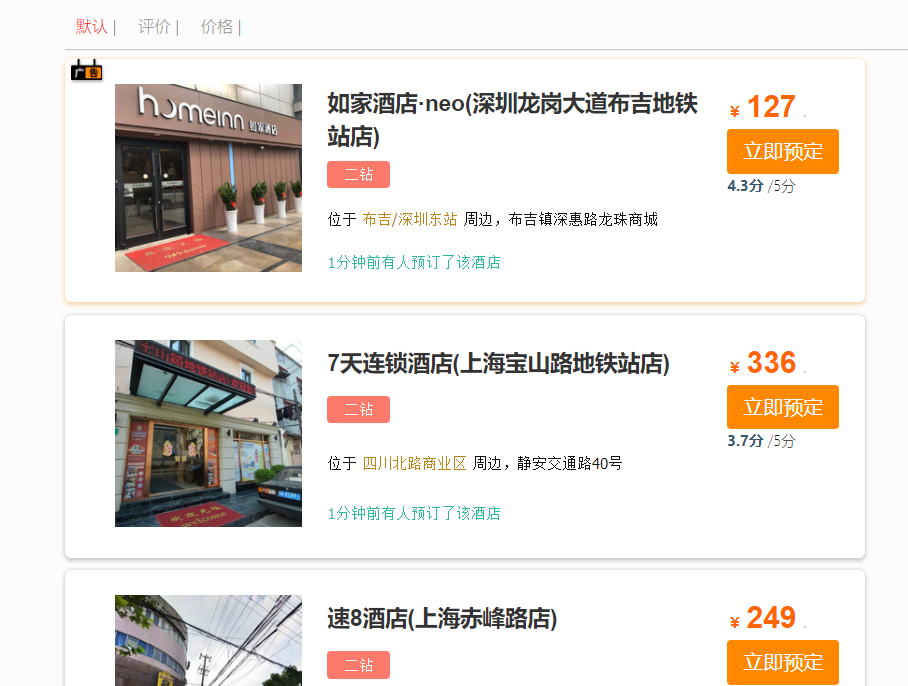 默认 | 评价 | 价格 |
广告
homeinn 如家酒店
如家酒店·neo(深圳龙岗大道布吉地铁
站店)
二钻
位于 布吉/深圳东站 周边，布吉镇深惠路龙珠商城
1分钟前有人预订了该酒店
¥ 127 .
立即预定
4.3分 /5分
7天连锁酒店(上海宝山路地铁站店)
二钻
位于 四川北路商业区 周边，静安交通路40号
1分钟前有人预订了该酒店
欢迎光临
welcome
¥ 336 .
立即预定
3.7分 /5分
速8酒店(上海赤峰路店)
二钻
¥ 249 .
立即预定